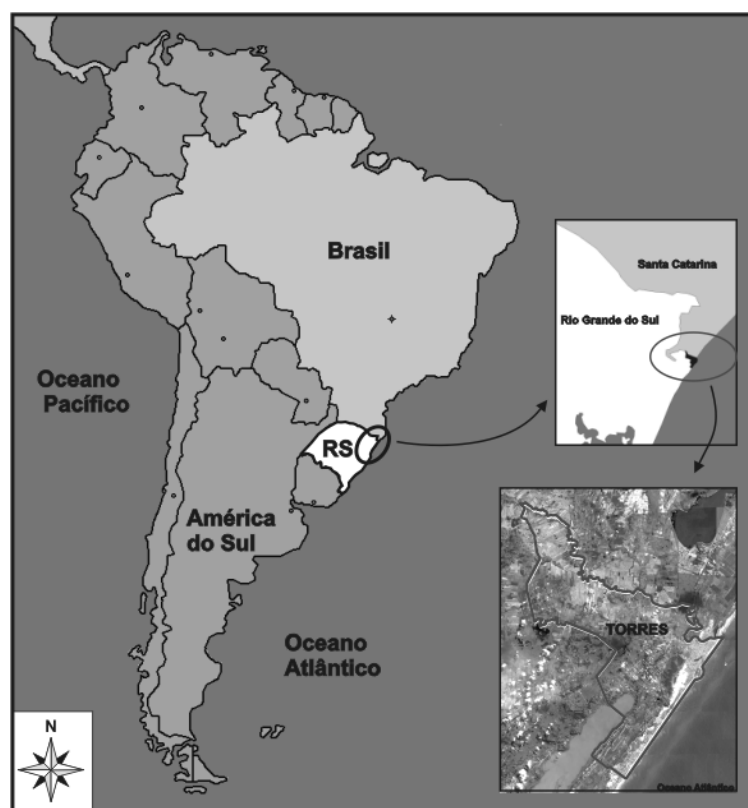 Brasil
Santa Catarina
Rio Grande do Sul
Oceano
Pacífico
RS
América
do Sul
TORRES
Oceano
Atlântico
N
Oceano Atlântico